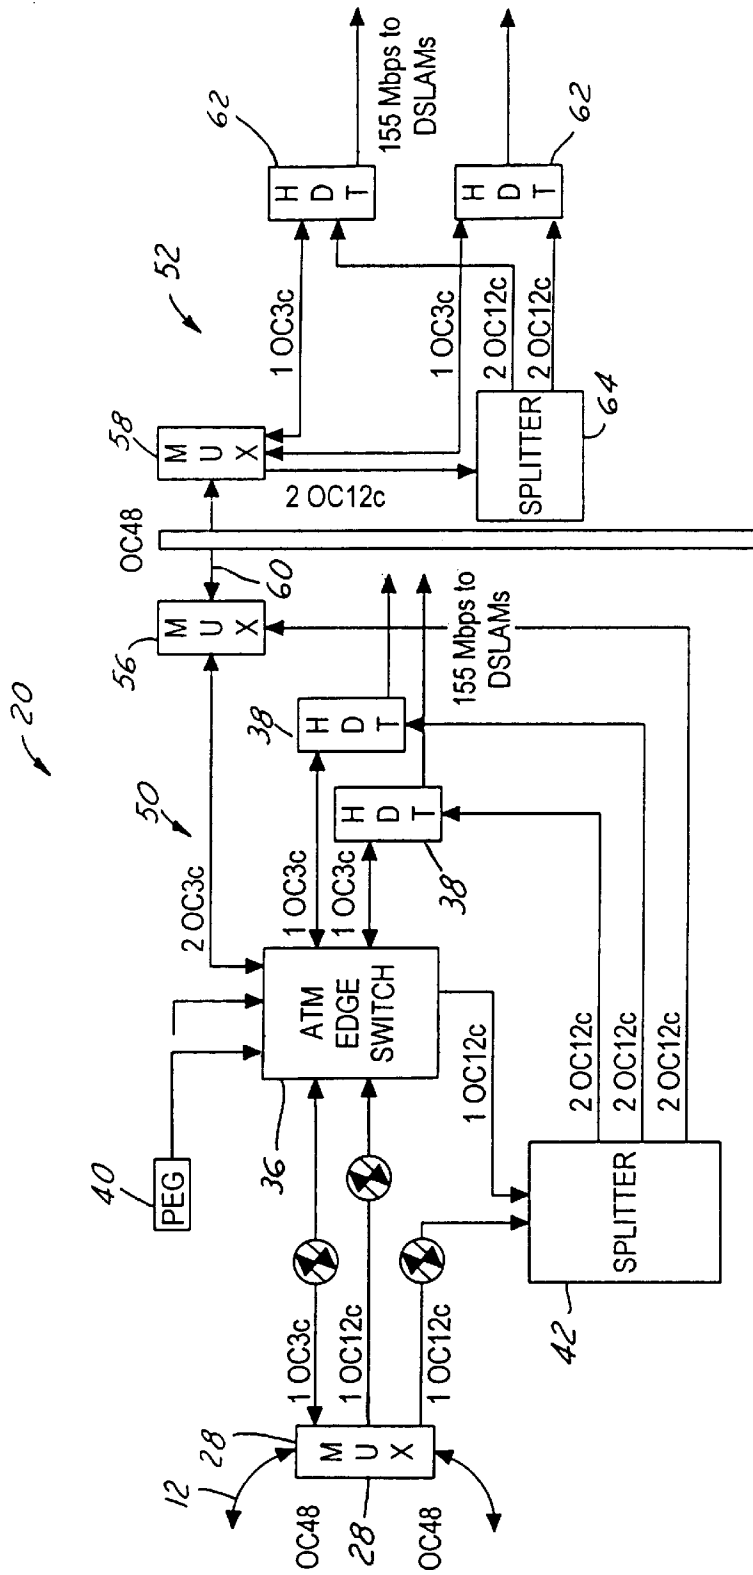 20
12
OC48
28
28
M
U
X
OC48
1 OC3c
1 OC12c
1 OC12c
40
PEG
36
ATM
EDGE
SWITCH
1 OC12c
42
SPLITTER
2 OC3c
50
1 OC3c
1 OC3c
2 OC12c
2 OC12c
2 OC12c
38
H
D
T
H
D
T
38
155 Mbps to
DSLAMs
56
M
U
X
60
OC48
58
M
U
X
52
2 OC12c
SPLITTER
64
1 OC3c
1 OC3c
2 OC12c
2 OC12c
62
H
D
T
155 Mbps to
DSLAMs
H
D
T
62